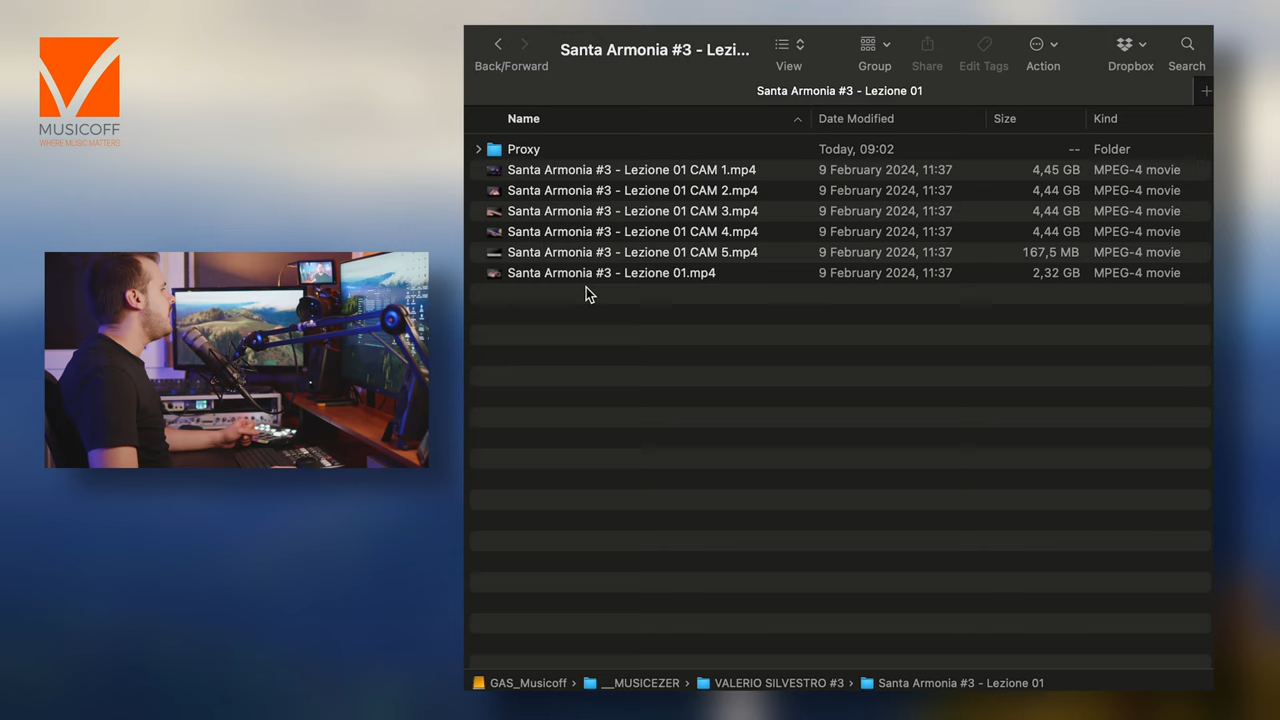 MUSICOFF
WHERE MUSIC MATTERS
Back/Forward
Santa Armonia #3 - Lezi...
View
Group
Share
Edit Tags
Action
Dropbox
Search
Santa Armonia #3 - Lezione 01
Name Date Modified Size Kind
Proxy Today, 09:02 -- Folder
Santa Armonia #3 - Lezione 01 CAM 1.mp4 9 February 2024, 11:37 4,45 GB MPEG-4 movie
Santa Armonia #3 - Lezione 01 CAM 2.mp4 9 February 2024, 11:37 4,44 GB MPEG-4 movie
Santa Armonia #3 - Lezione 01 CAM 3.mp4 9 February 2024, 11:37 4,44 GB MPEG-4 movie
Santa Armonia #3 - Lezione 01 CAM 4.mp4 9 February 2024, 11:37 4,44 GB MPEG-4 movie
Santa Armonia #3 - Lezione 01 CAM 5.mp4 9 February 2024, 11:37 167,5 MB MPEG-4 movie
Santa Armonia #3 - Lezione 01.mp4 9 February 2024, 11:37 2,32 GB MPEG-4 movie
GAS_Musicoff › __MUSICEZER › VALERIO SILVESTRO #3 › Santa Armonia #3 - Lezione 01